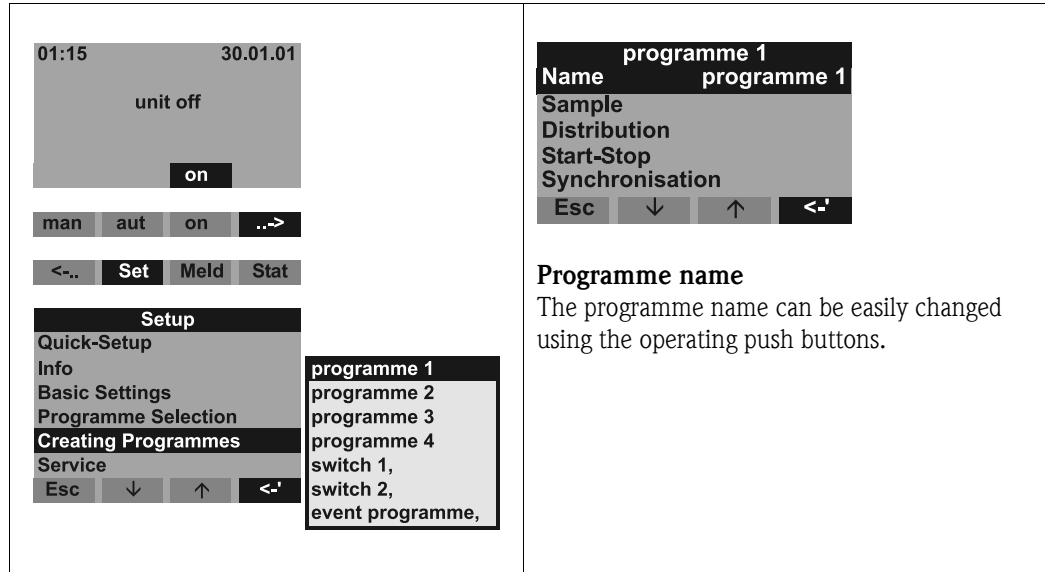 01:15 30.01.01
unit off
on
man aut on ..->
<-.. Set Meld Stat
Setup
Quick-Setup
Info
Basic Settings
Programme Selection
Creating Programmes
Service
Esc ↓ ↑ <-'
programme 1
programme 2
programme 3
programme 4
switch 1,
switch 2,
event programme,
programme 1
Name programme 1
Sample
Distribution
Start-Stop
Synchronisation
Esc ↓ ↑ <-'
Programme name
The programme name can be easily changed
using the operating push buttons.